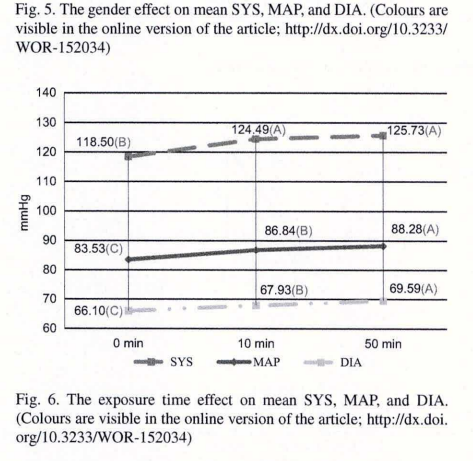 Fig. 5. The gender effect on mean SYS, MAP, and DIA. (Colours are
visible in the online version of the article; http://dx.doi.org/10.3233/
WOR-152034)
140
130
120
110
100
90
80
70
60
mmHg
118.50(B)
124.49(A)
125.73(A)
83.53(C)
86.84(B)
88.28(A)
66.10(C)
67.93(B)
69.59(A)
0 min
10 min
50 min
SYS
MAP
DIA
Fig. 6. The exposure time effect on mean SYS, MAP, and DIA.
(Colours are visible in the online version of the article; http://dx.doi.
org/10.3233/WOR-152034)